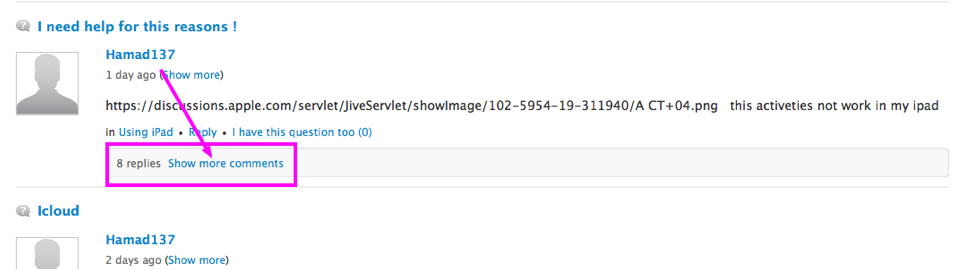 I need help for this reasons !
Hamad137
1 day ago (Show more)
https://discussions.apple.com/servlet/JiveServlet/showImage/102-5954-19-311940/A CT+04.png this activeties not work in my ipad
in Using iPad • Reply • I have this question too (0)
8 replies Show more comments
Icloud
Hamad137
2 days ago (Show more)